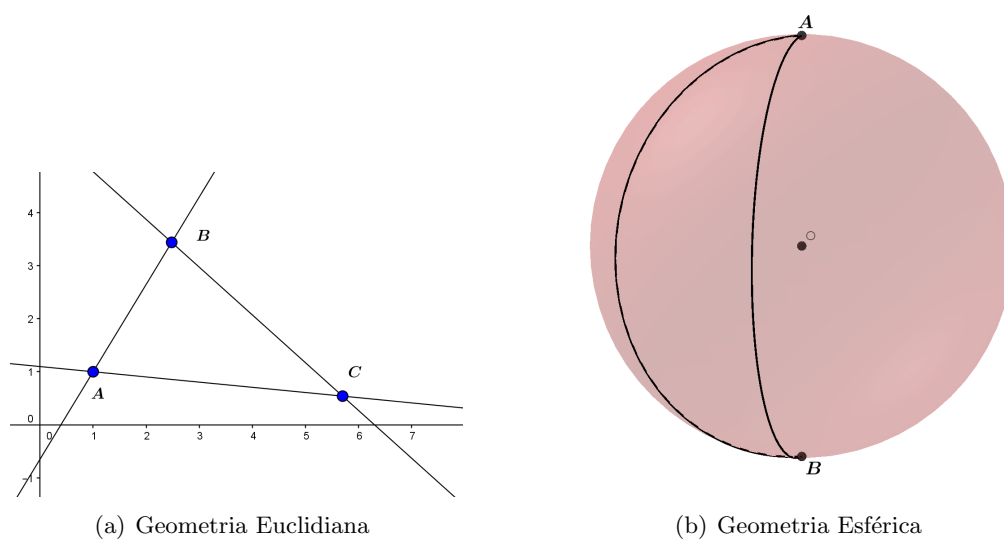 A
4
B
3
2
1
C
A
0
0 1 2 3 4 5 6 7
−1
B
(a) Geometria Euclidiana
(b) Geometria Esférica